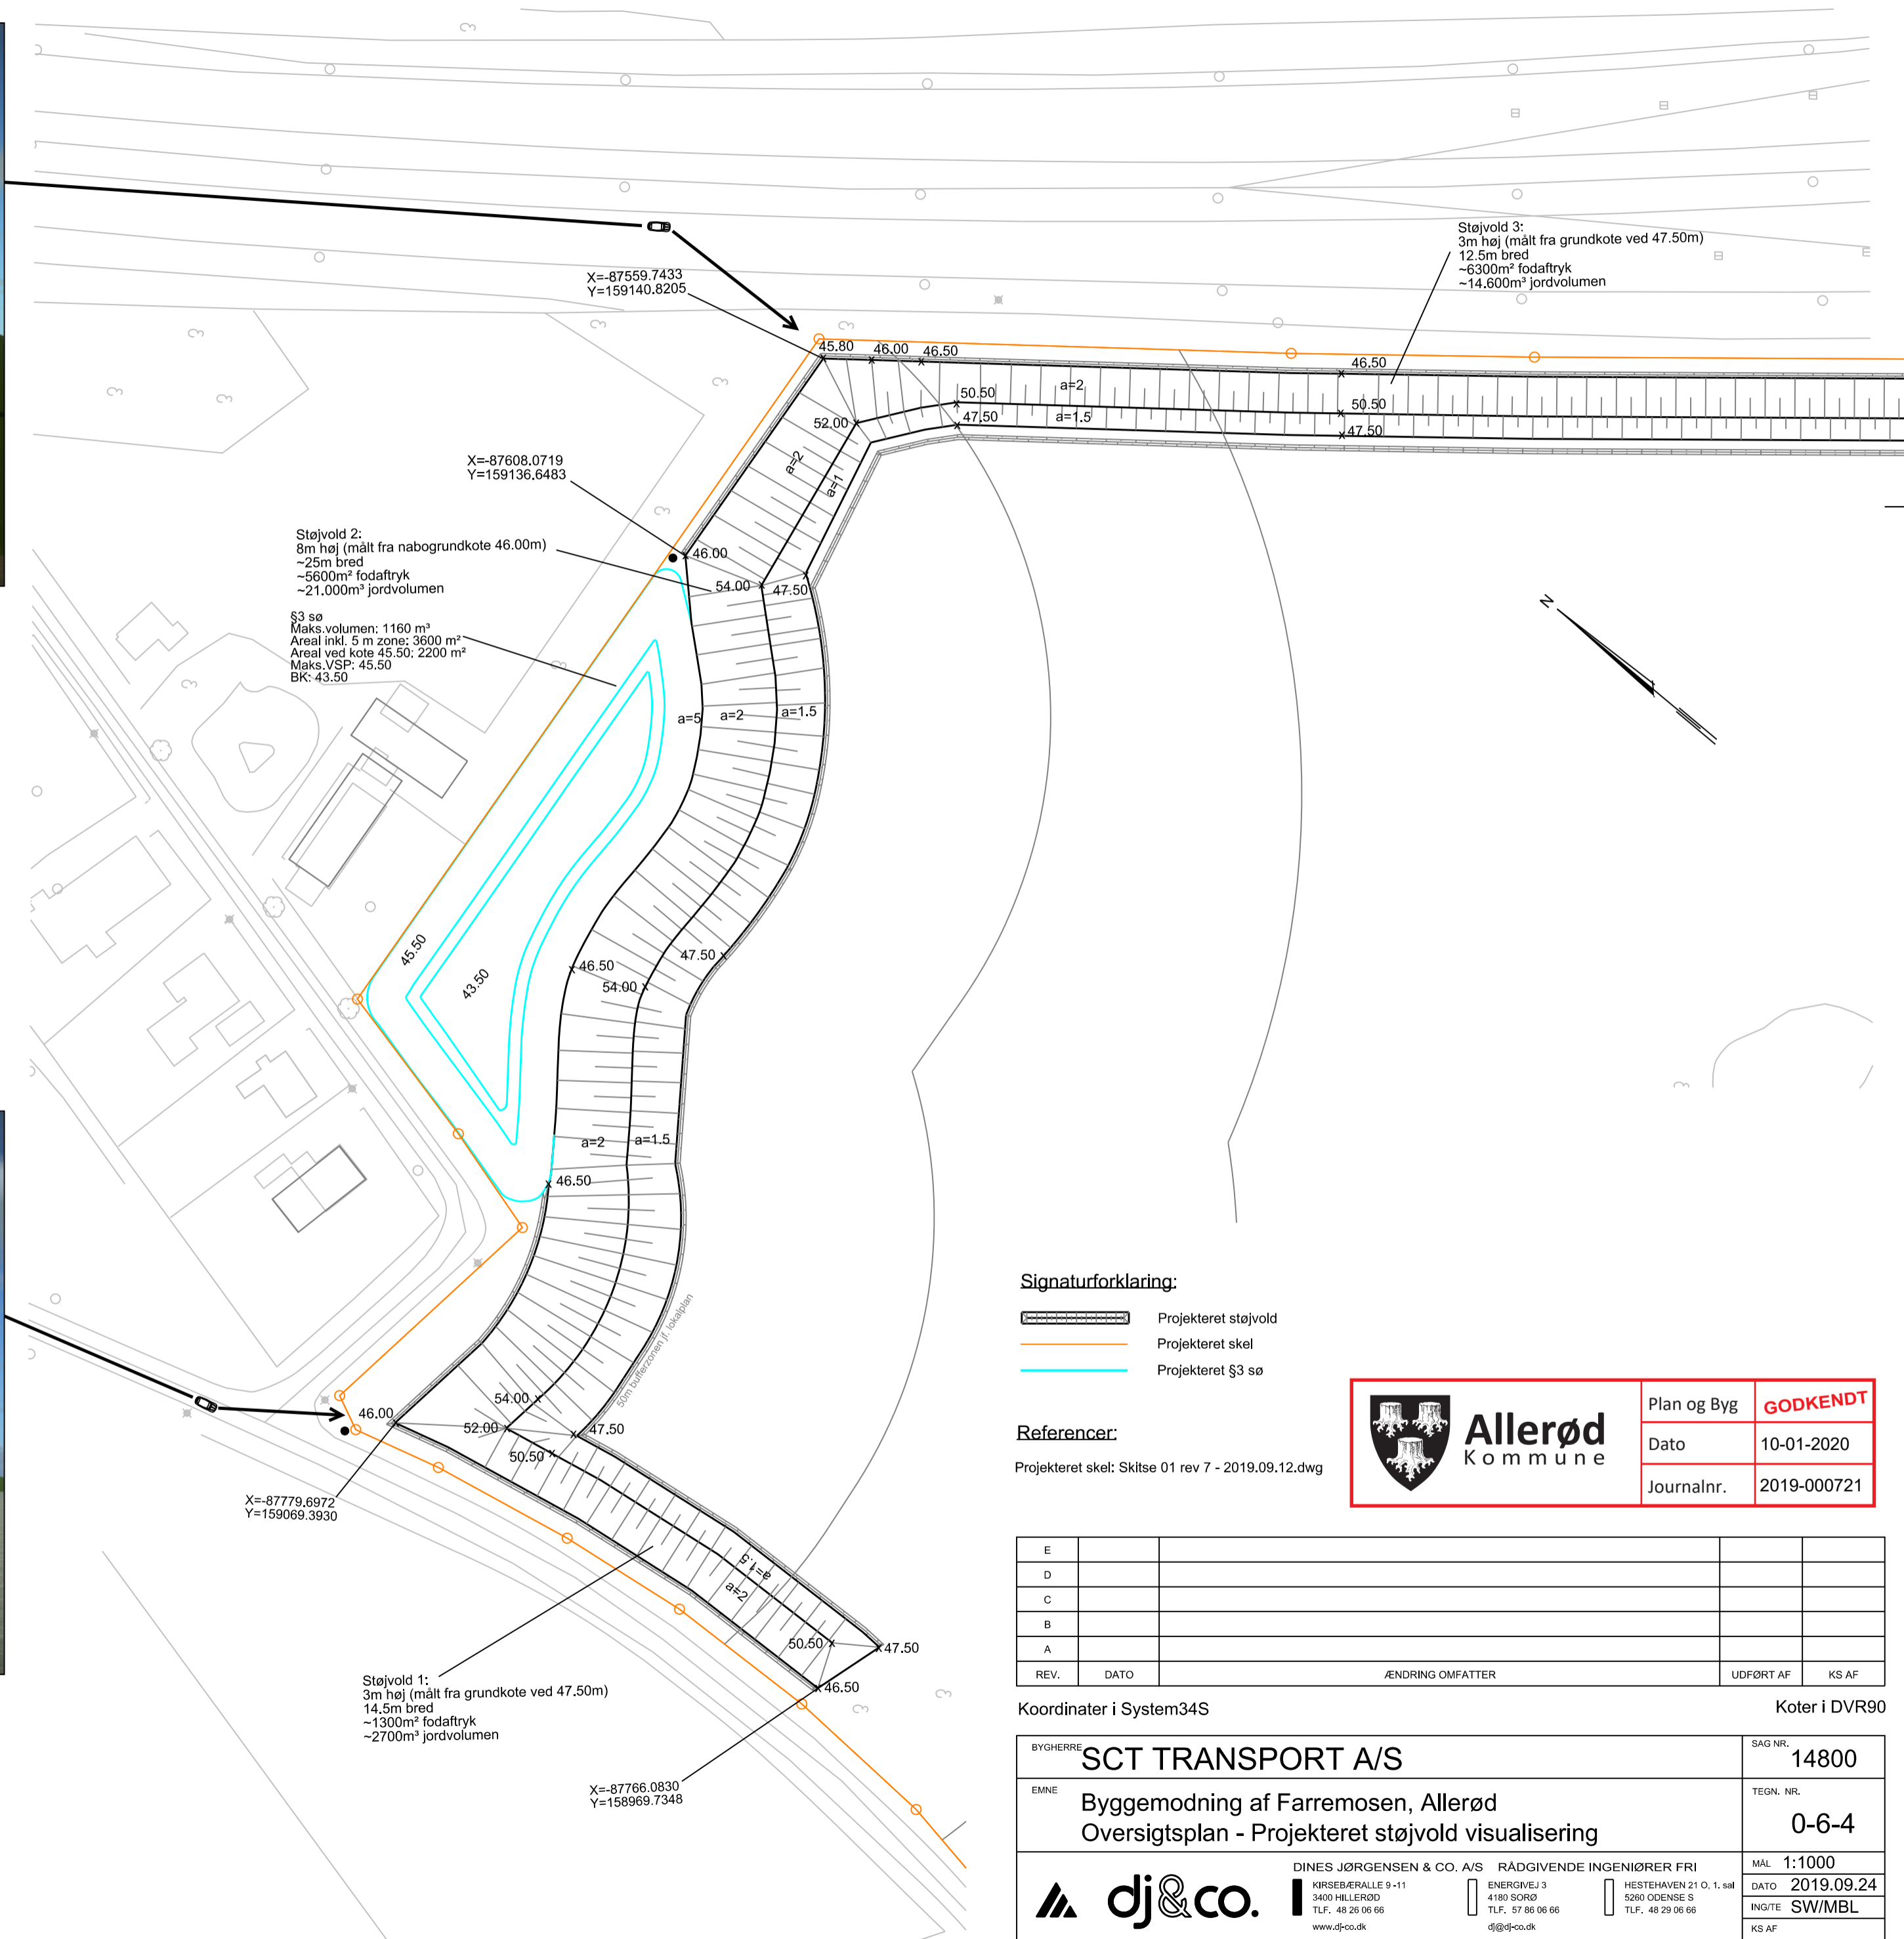 X=-87559.7433
Y=159140.8205
Støjvold 3:
3m høj (målt fra grundkote ved 47.50m)
12.5m bred
~6300m² fodaftryk
~14.600m³ jordvolumen
45.80
46.00
46.50
46.50
50.50
a=2
50.50
47.50
a=1.5
47.50
52.00
a=2
a=1
X=-87608.0719
Y=159136.6483
Støjvold 2:
8m høj (målt fra nabogrundkote 46.00m)
~25m bred
~5600m² fodaftryk
~21.000m³ jordvolumen
46.00
54.00
47.50
N
§3 sø
Maks.volumen: 1160 m³
Areal inkl. 5 m zone: 3600 m²
Areal ved kote 45.50: 2200 m²
Maks.VSP: 45.50
BK: 43.50
a=5
a=2
a=1.5
45.50
43.50
47.50
46.50
54.00
a=2
a=1.5
46.50
50m bufferzonen jf. lokalplan
54.00
46.00
52.00
47.50
50.50
X=-87779.6972
Y=159069.3930
a=1.5
a=2
50.50
47.50
46.50
Støjvold 1:
3m høj (målt fra grundkote ved 47.50m)
14.5m bred
~1300m² fodaftryk
~2700m³ jordvolumen
X=-87766.0830
Y=158969.7348
Signaturforklaring:
Projekteret støjvold
Projekteret skel
Projekteret §3 sø
Referencer:
Projekteret skel: Skitse 01 rev 7 - 2019.09.12.dwg
Allerød
Kommune
Plan og Byg GODKENDT
Dato 10-01-2020
Journalnr. 2019-000721
E
D
C
B
A
REV. DATO ÆNDRING OMFATTER UDFØRT AF KS AF
Koordinater i System34S Koter i DVR90
BYGHERRE SCT TRANSPORT A/S SAG NR. 14800
EMNE Byggemodning af Farremosen, Allerød
Oversigtsplan - Projekteret støjvold visualisering
TEGN. NR. 0-6-4
dj&co.
DINES JØRGENSEN & CO. A/S RÅDGIVENDE INGENIØRER FRI
KIRSEBÆRALLE 9 -11
3400 HILLERØD
TLF. 48 26 06 66
www.dj-co.dk
ENERGIVEJ 3
4180 SORØ
TLF. 57 86 06 66
dj@dj-co.dk
HESTEHAVEN 21 O, 1. sal
5260 ODENSE S
TLF. 48 29 06 66
MÅL 1:1000
DATO 2019.09.24
ING/TE SW/MBL
KS AF